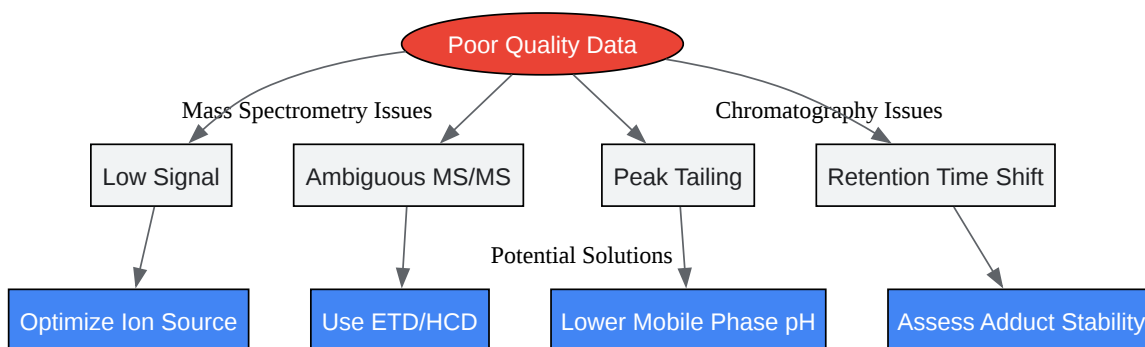 Poor Quality Data
Mass Spectrometry Issues
Chromatography Issues
Low Signal
Ambiguous MS/MS
Peak Tailing
Retention Time Shift
Potential Solutions
Optimize Ion Source
Use ETD/HCD
Lower Mobile Phase pH
Assess Adduct Stability